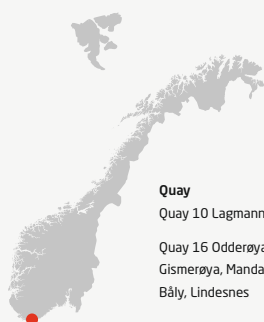 Quay
Quay 10 Lagmann
Quay 16 Odderøya
Gismerøya, Manda
Båly, Lindesnes